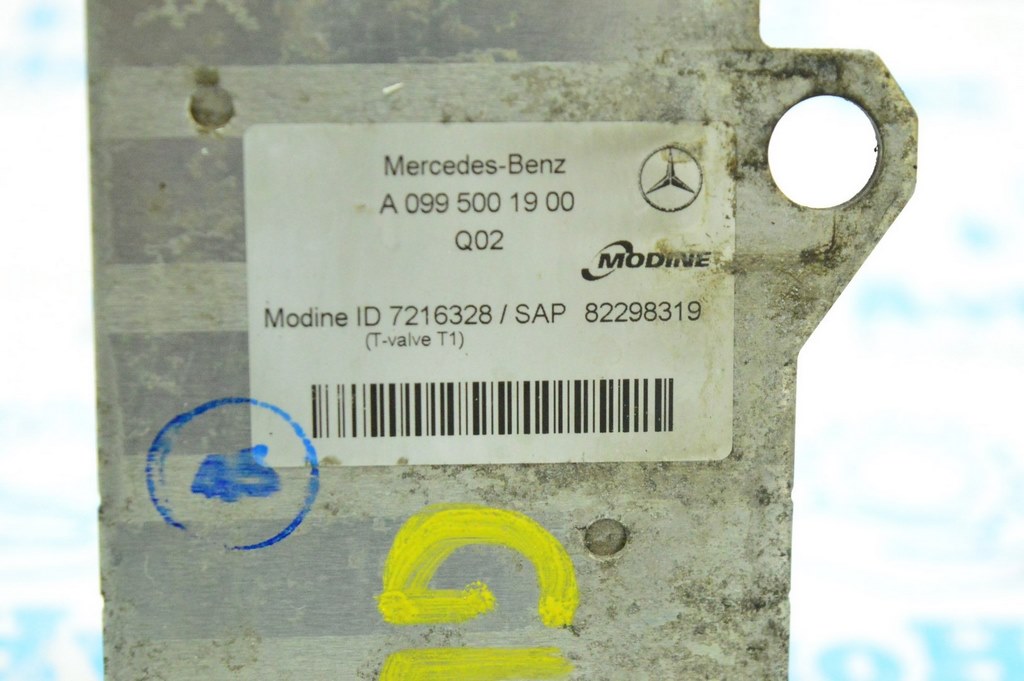 Mercedes-Benz
A 099 500 19 00
Q02
MODINE
Modine ID 7216328 / SAP 82298319
(T-valve T1)